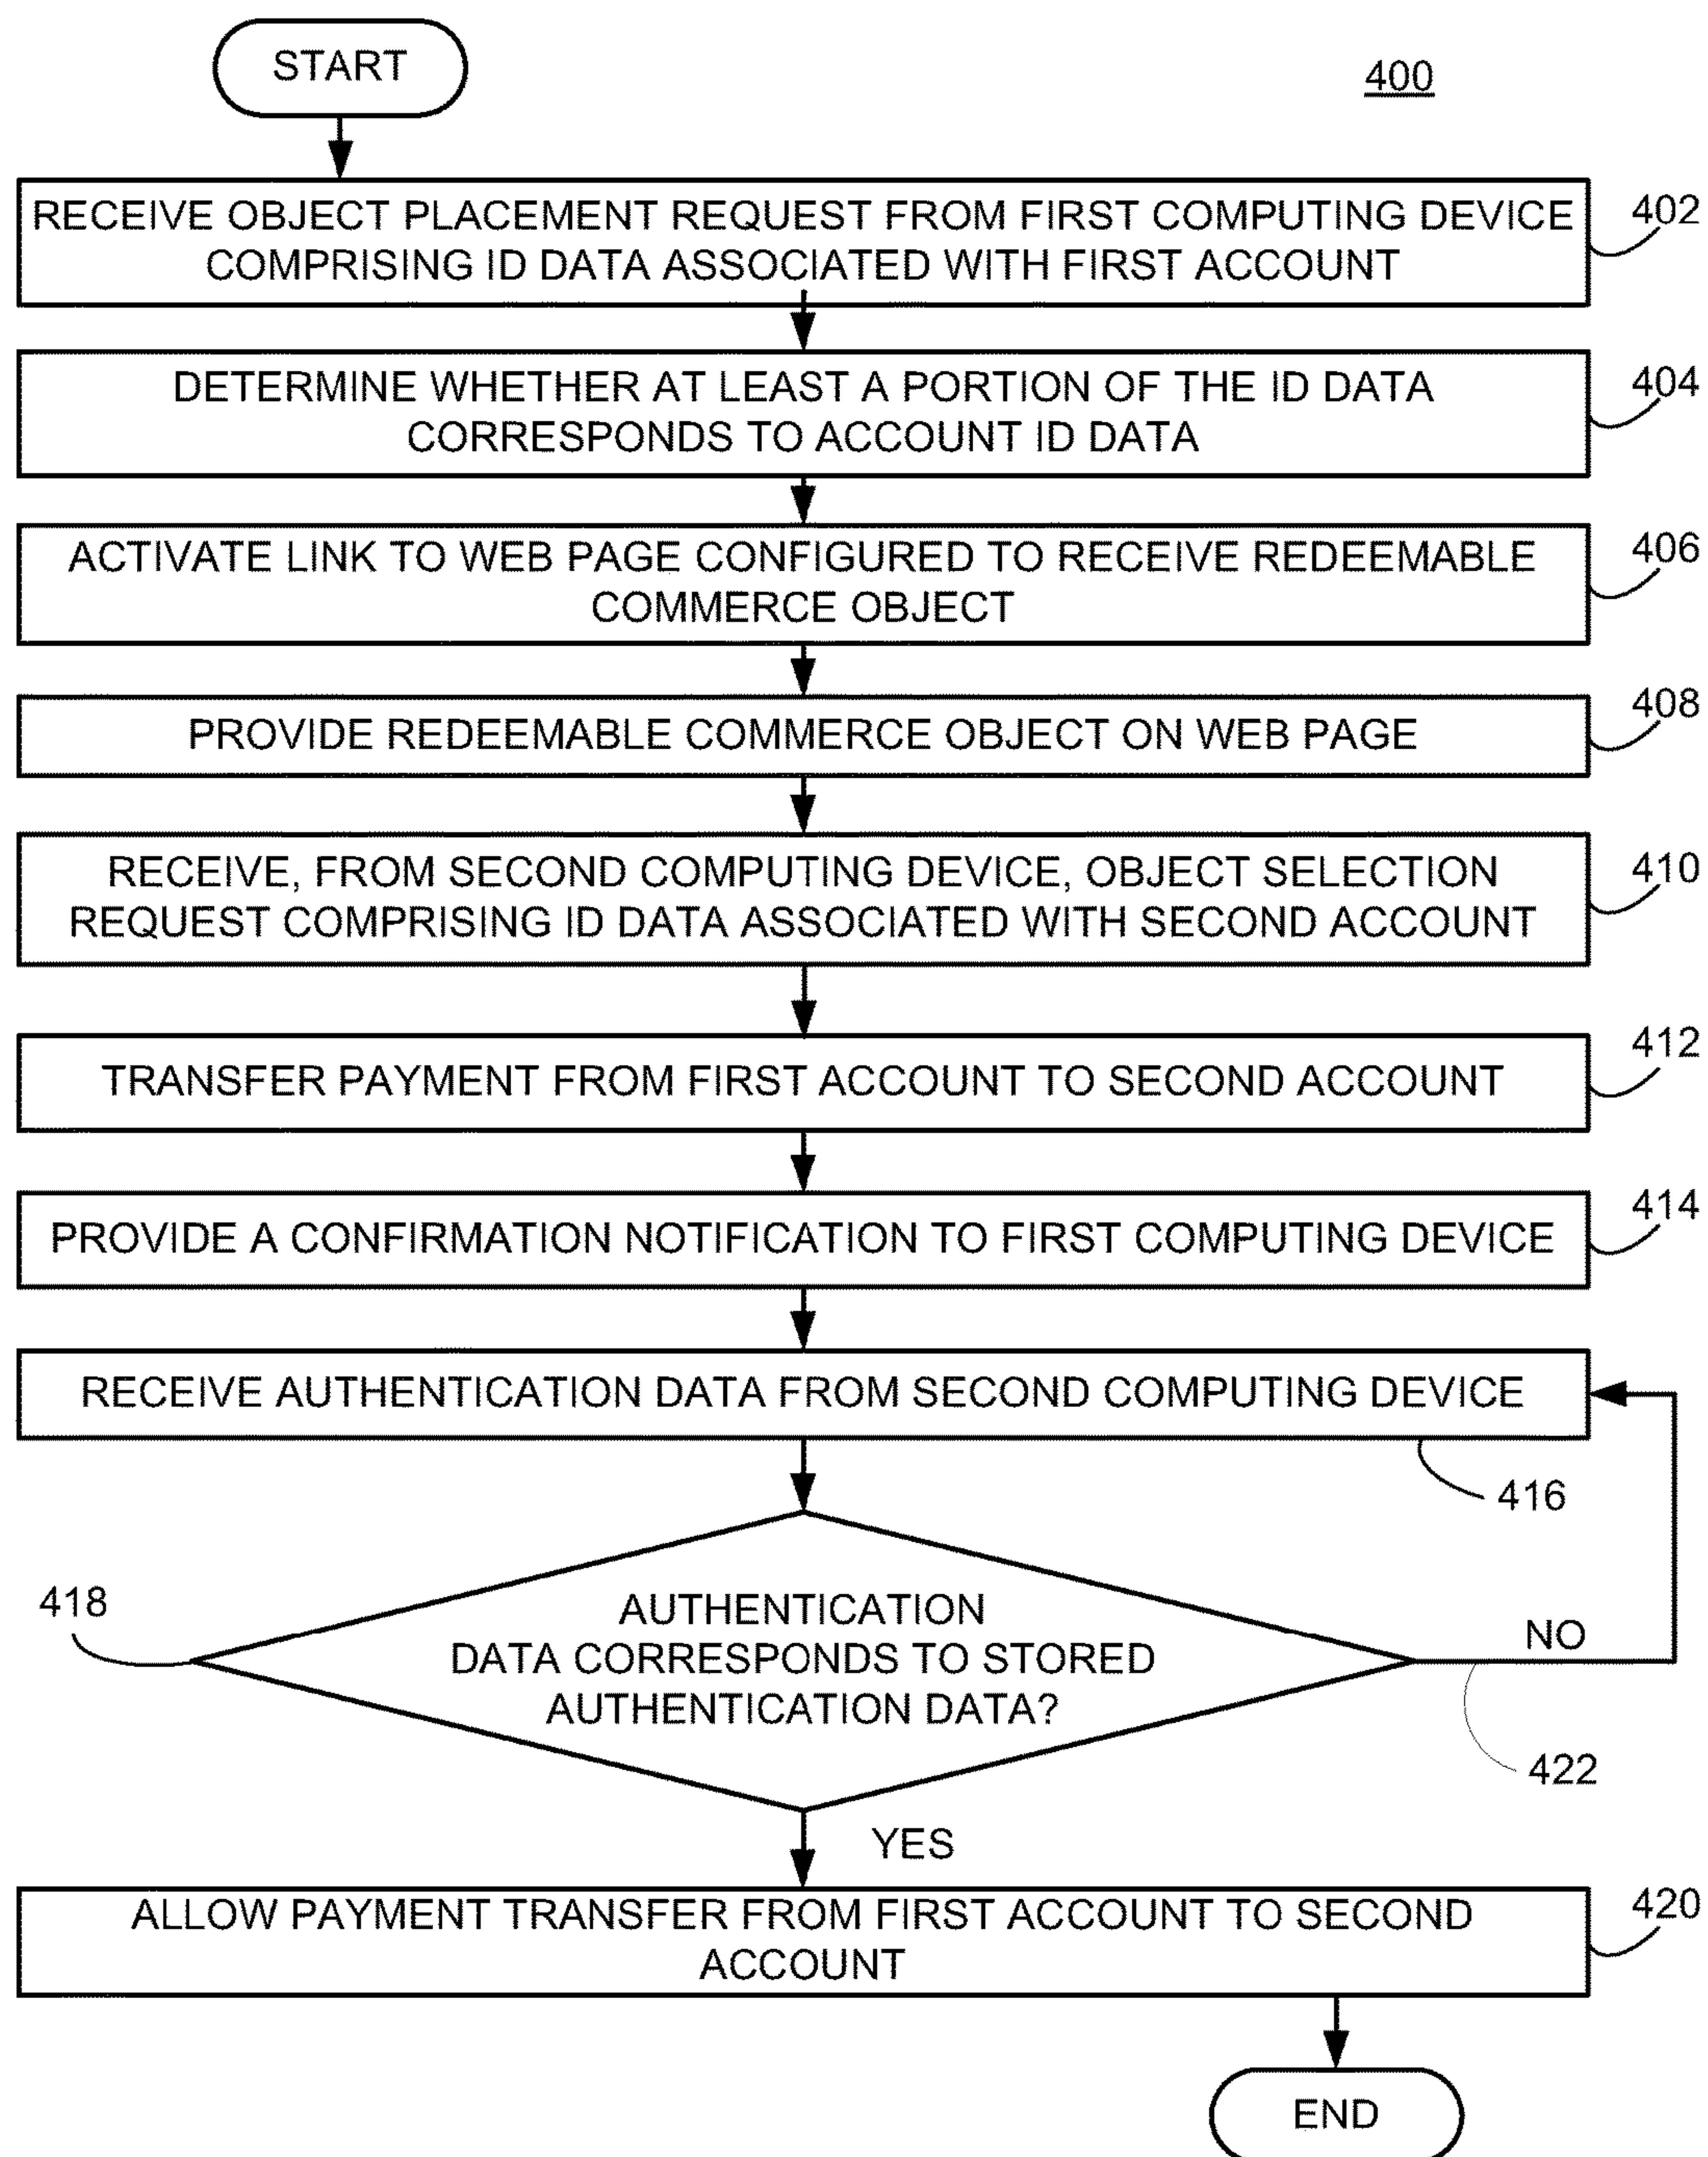 START
400
RECEIVE OBJECT PLACEMENT REQUEST FROM FIRST COMPUTING DEVICE
COMPRISING ID DATA ASSOCIATED WITH FIRST ACCOUNT
402
DETERMINE WHETHER AT LEAST A PORTION OF THE ID DATA
CORRESPONDS TO ACCOUNT ID DATA
404
ACTIVATE LINK TO WEB PAGE CONFIGURED TO RECEIVE REDEEMABLE
COMMERCE OBJECT
406
PROVIDE REDEEMABLE COMMERCE OBJECT ON WEB PAGE
408
RECEIVE, FROM SECOND COMPUTING DEVICE, OBJECT SELECTION
REQUEST COMPRISING ID DATA ASSOCIATED WITH SECOND ACCOUNT
410
TRANSFER PAYMENT FROM FIRST ACCOUNT TO SECOND ACCOUNT
412
PROVIDE A CONFIRMATION NOTIFICATION TO FIRST COMPUTING DEVICE
414
RECEIVE AUTHENTICATION DATA FROM SECOND COMPUTING DEVICE
416
418
AUTHENTICATION
DATA CORRESPONDS TO STORED
AUTHENTICATION DATA?
NO
422
YES
ALLOW PAYMENT TRANSFER FROM FIRST ACCOUNT TO SECOND
ACCOUNT
420
END